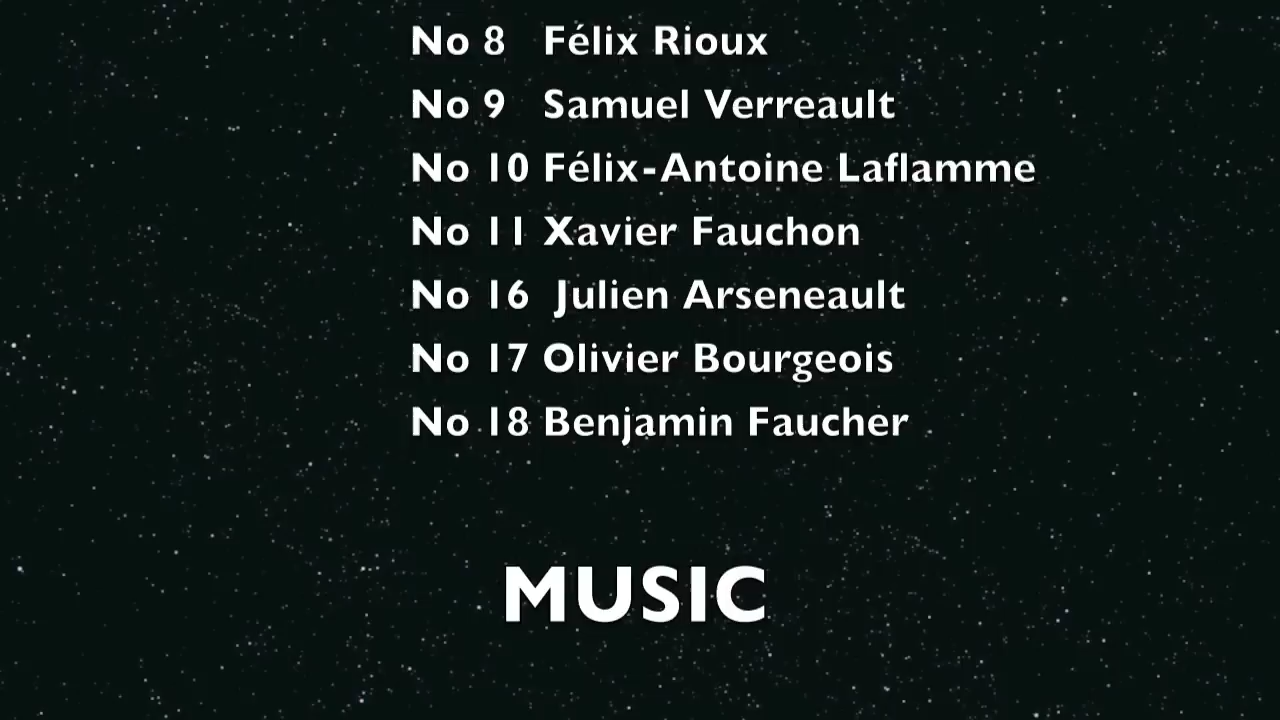 No 8 Félix Rioux
No 9 Samuel Verreault
No 10 Félix-Antoine Laflamme
No 11 Xavier Fauchon
No 16 Julien Arseneault
No 17 Olivier Bourgeois
No 18 Benjamin Faucher
MUSIC